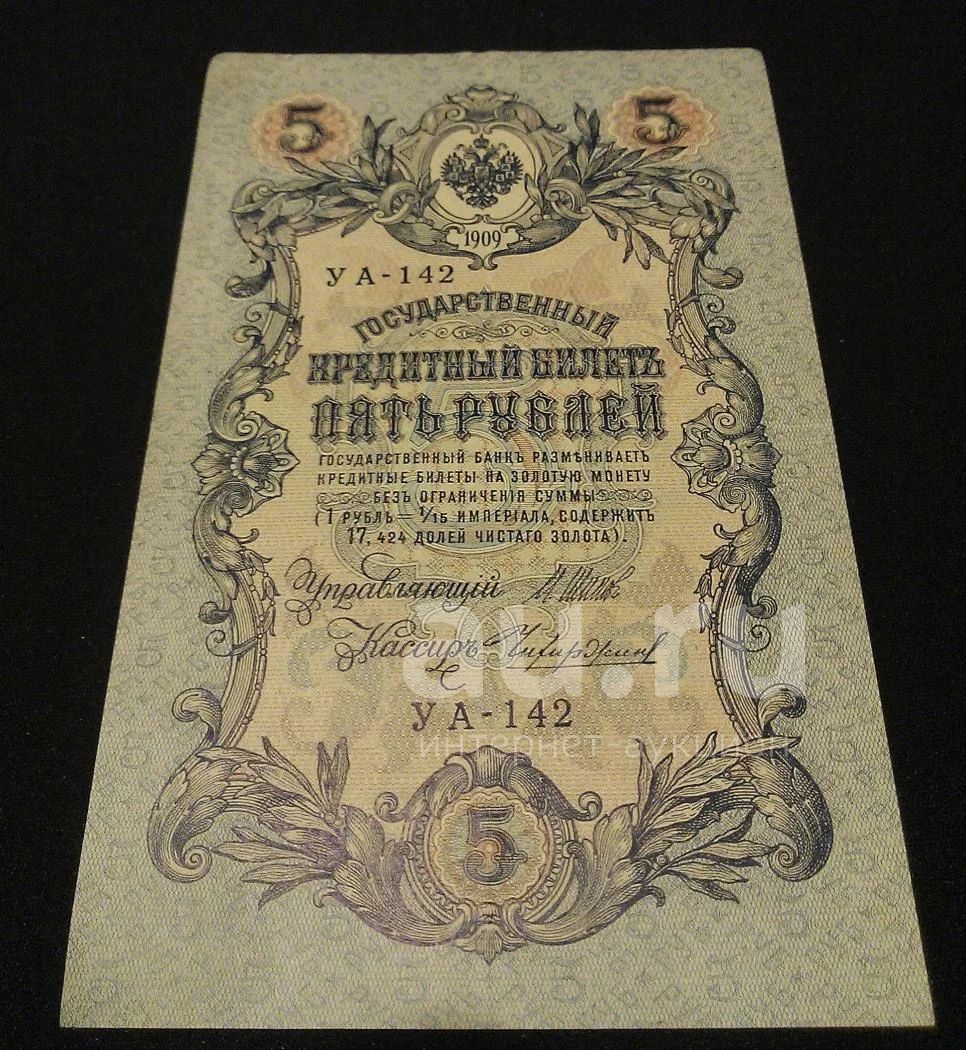 5 5
1909
УА-142
ГОСУДАРСТВЕННЫЙ
КРЕДИТНЫЙ БИЛЕТЪ
ПЯТЬ РУБЛЕЙ
ГОСУДАРСТВЕННЫЙ БАНКЪ РАЗМѢНИВАЕТЪ
КРЕДИТНЫЕ БИЛЕТЫ НА ЗОЛОТУЮ МОНЕТУ
БЕЗЪ ОГРАНИЧЕНІЯ СУММЫ
(1 РУБЛЬ — 1/15 ИМПЕРІАЛА, СОДЕРЖИТЪ
17,424 ДОЛЕЙ ЧИСТАГО ЗОЛОТА).
Управляющій
Кассиръ
au.ru
УА-142
интернет-аукцион
5